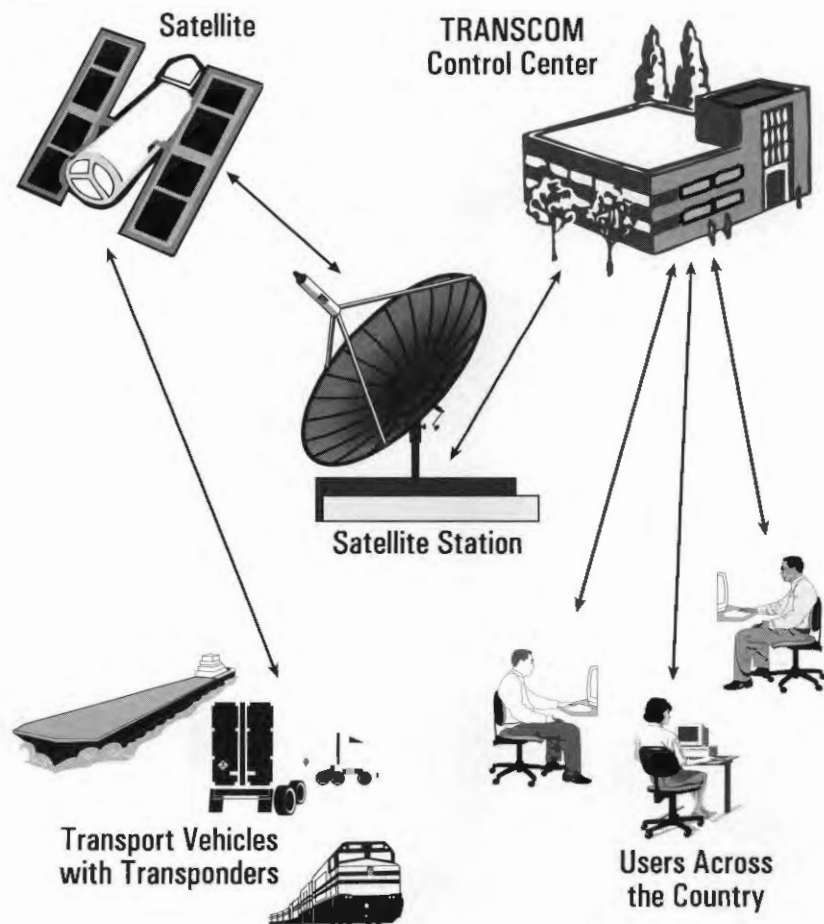 Satellite
TRANSCOM
Control Center
Satellite Station
Transport Vehicles
with Transponders
Users Across
the Country